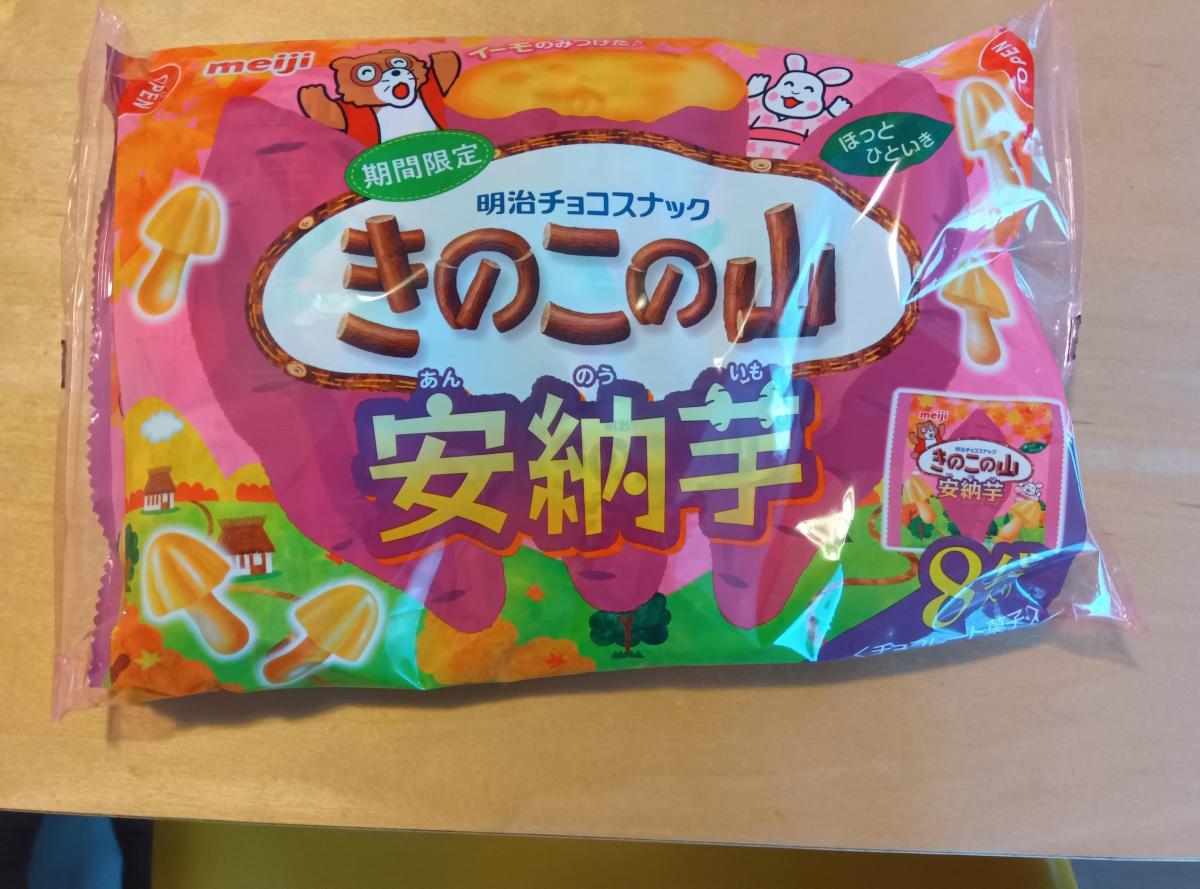 OPEN
meiji
イーモのみつけた♪
OPEN
期間限定
ほっと
ひといき
明治チョコスナック
きのこの山
あん のう いも
安納芋
meiji
明治チョコスナック
きのこの山
安納芋
8袋
入り